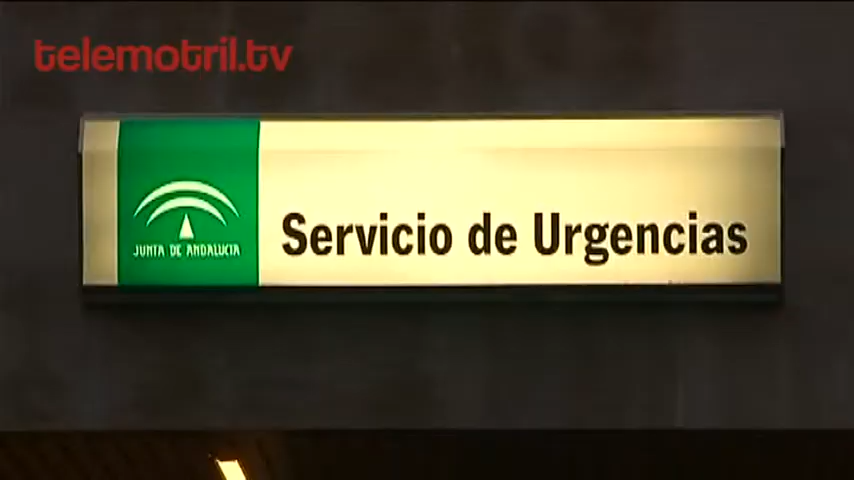 telemotril.tv
Servicio de Urgencias
JUNTA DE ANDALUCIA